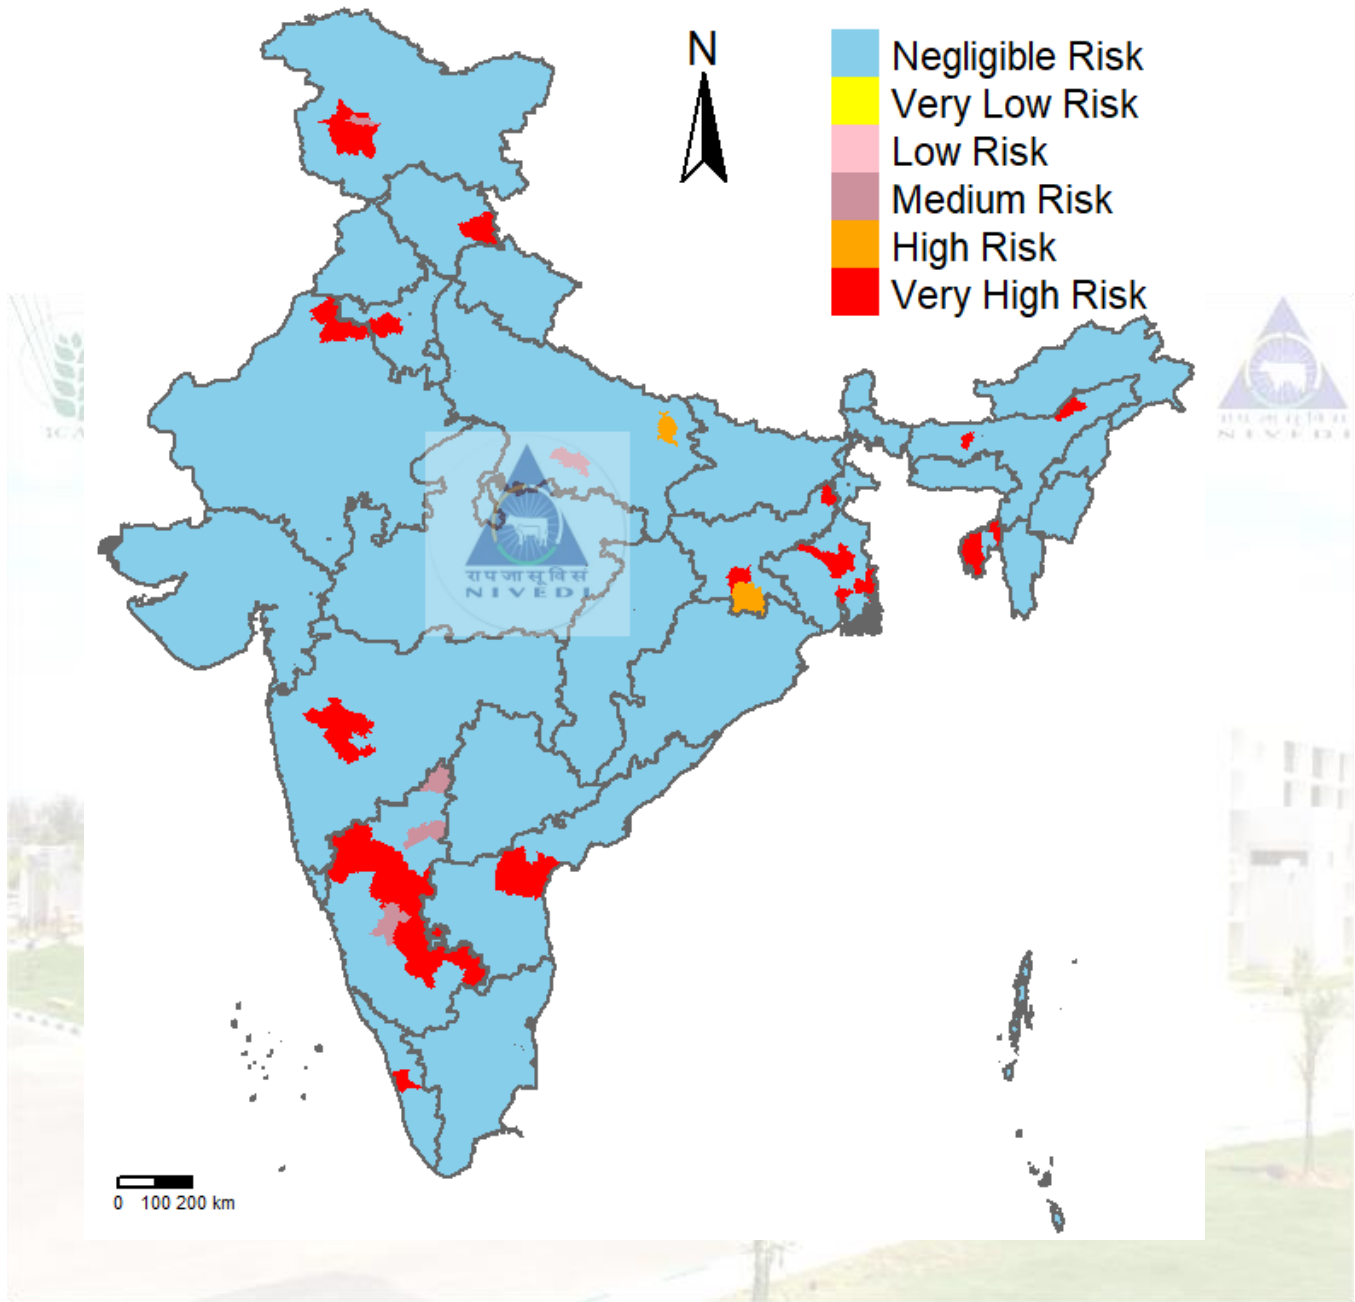 N
Negligible Risk
Very Low Risk
Low Risk
Medium Risk
High Risk
Very High Risk
रा प जा सू वि सं
NIVEDI
NIVEDI
0 100 200 km